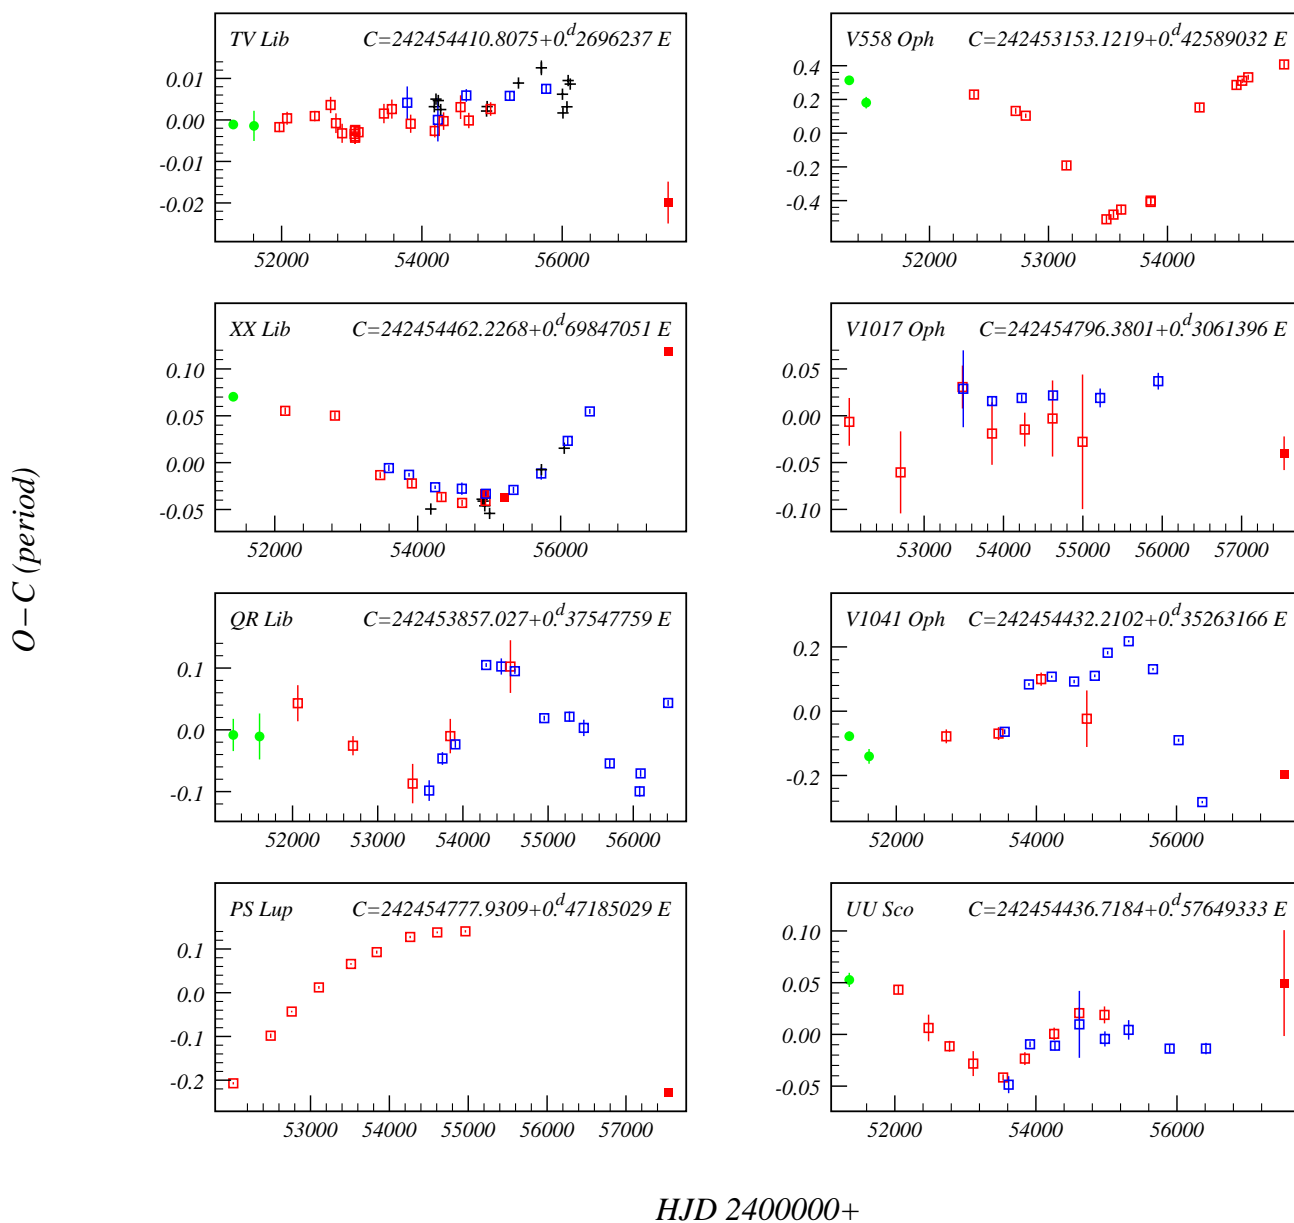 TV Lib C=242454410.8075+0.d2696237 E
0.01
0.00
-0.01
-0.02
52000 54000 56000
V558 Oph C=242453153.1219+0.d42589032 E
0.4
0.2
0.0
-0.2
-0.4
52000 53000 54000
XX Lib C=242454462.2268+0.d69847051 E
0.10
0.05
0.00
-0.05
52000 54000 56000
V1017 Oph C=242454796.3801+0.d3061396 E
0.05
0.00
-0.05
-0.10
53000 54000 55000 56000 57000
QR Lib C=242453857.027+0.d37547759 E
0.1
0.0
-0.1
52000 53000 54000 55000 56000
V1041 Oph C=242454432.2102+0.d35263166 E
0.2
0.0
-0.2
52000 54000 56000
PS Lup C=242454777.9309+0.d47185029 E
0.1
0.0
-0.1
-0.2
53000 54000 55000 56000 57000
UU Sco C=242454436.7184+0.d57649333 E
0.10
0.05
0.00
-0.05
52000 54000 56000
O−C (period)
HJD 2400000+